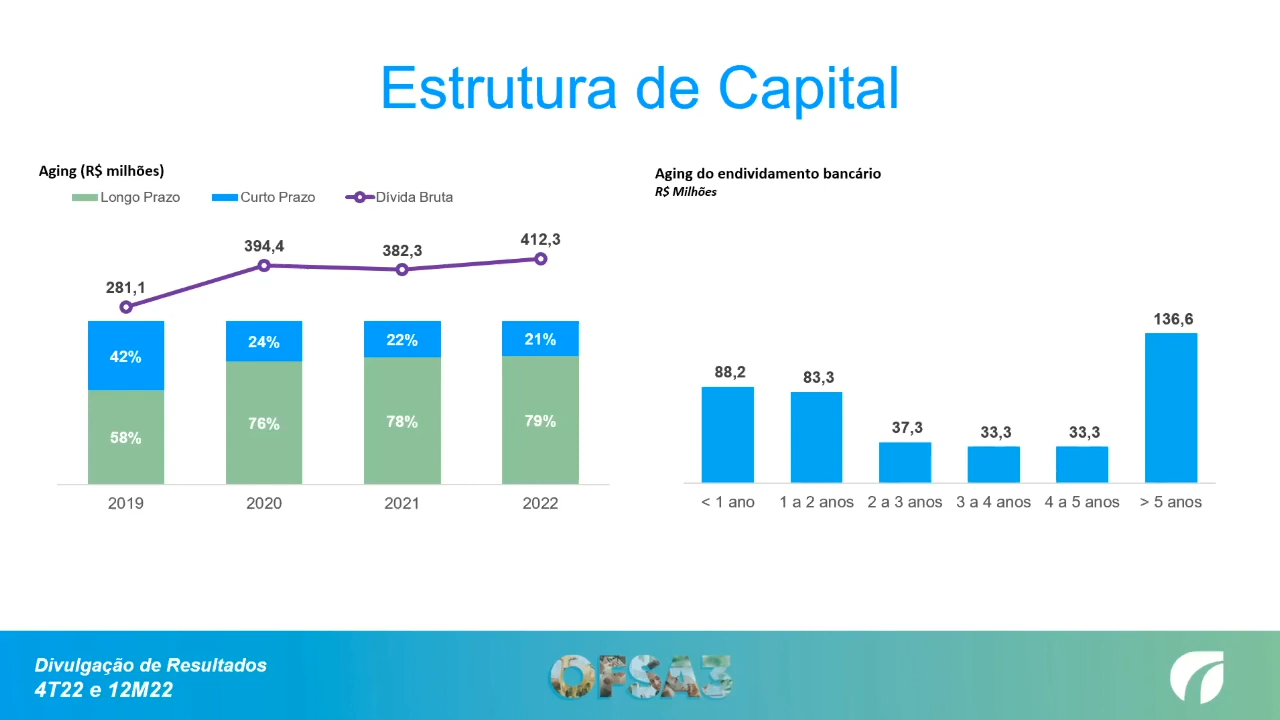 Estrutura de Capital
Aging (R$ milhões)
Longo Prazo Curto Prazo Dívida Bruta
281,1 394,4 382,3 412,3
42% 24% 22% 21%
58% 76% 78% 79%
2019 2020 2021 2022
Aging do endividamento bancário
R$ Milhões
88,2 83,3 37,3 33,3 33,3 136,6
< 1 ano 1 a 2 anos 2 a 3 anos 3 a 4 anos 4 a 5 anos > 5 anos
Divulgação de Resultados
4T22 e 12M22
OFSA3